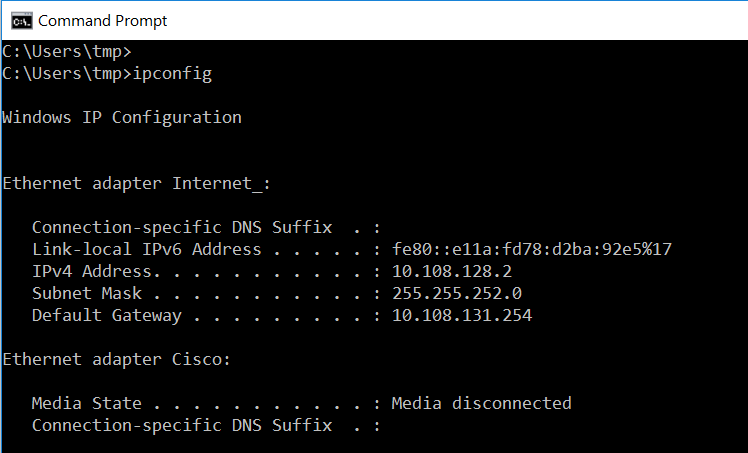 Command Prompt
C:\Users\tmp>
C:\Users\tmp>ipconfig
Windows IP Configuration
Ethernet adapter Internet_:
Connection-specific DNS Suffix  . :
Link-local IPv6 Address . . . . . : fe80::e11a:fd78:d2ba:92e5%17
IPv4 Address. . . . . . . . . . . : 10.108.128.2
Subnet Mask . . . . . . . . . . . : 255.255.252.0
Default Gateway . . . . . . . . . : 10.108.131.254
Ethernet adapter Cisco:
Media State . . . . . . . . . . . : Media disconnected
Connection-specific DNS Suffix  . :